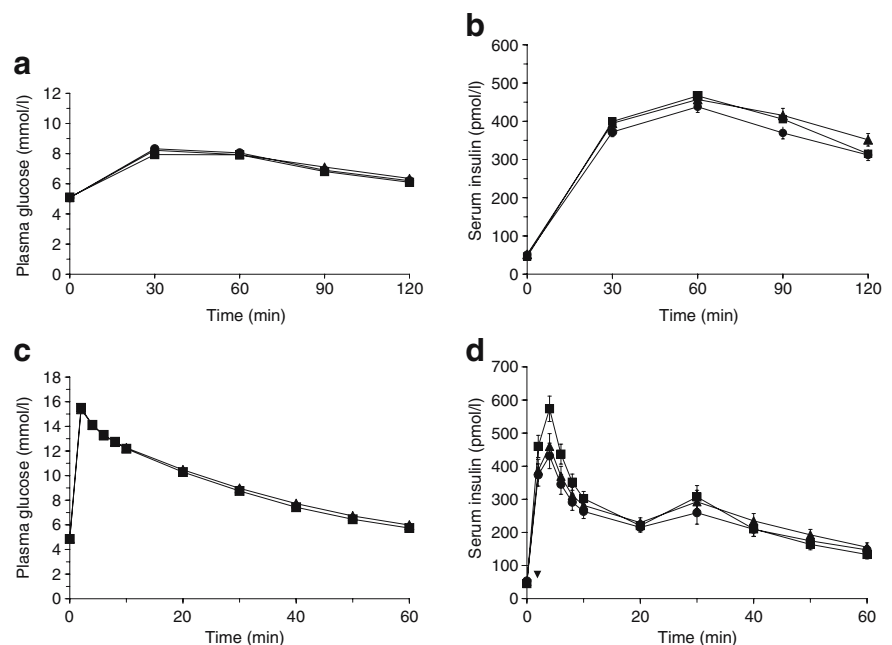 a
Plasma glucose (mmol/l)
12
10
8
6
4
2
0
0 30 60 90 120
Time (min)
b
Serum insulin (pmol/l)
600
500
400
300
200
100
0
0 30 60 90 120
Time (min)
c
Plasma glucose (mmol/l)
18
16
14
12
10
8
6
4
2
0
0 20 40 60
Time (min)
d
Serum insulin (pmol/l)
700
600
500
400
300
200
100
0
0 20 40 60
Time (min)